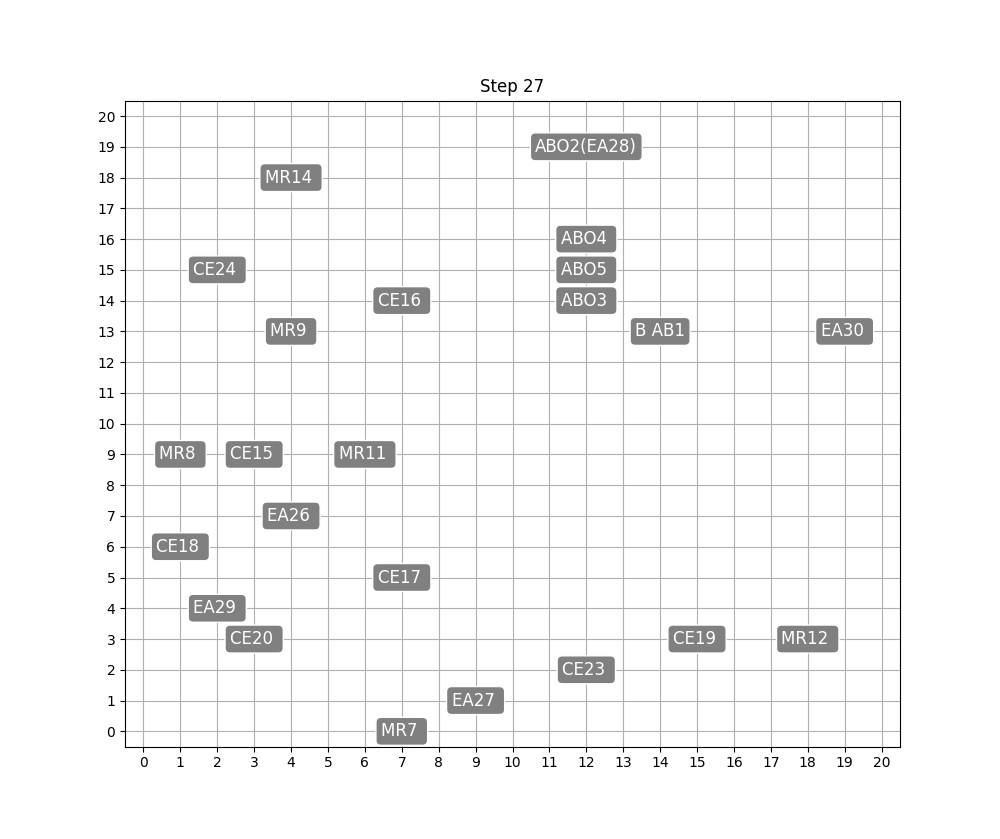 Step 27
20
19
18
17
16
15
14
13
12
11
10
9
8
7
6
5
4
3
2
1
0
ABO2(EA28)
MR14
ABO4
CE24
ABO5
CE16
ABO3
MR9
B AB1
EA30
MR8
CE15
MR11
EA26
CE18
CE17
EA29
CE20
CE19
MR12
CE23
EA27
MR7
0 1 2 3 4 5 6 7 8 9 10 11 12 13 14 15 16 17 18 19 20